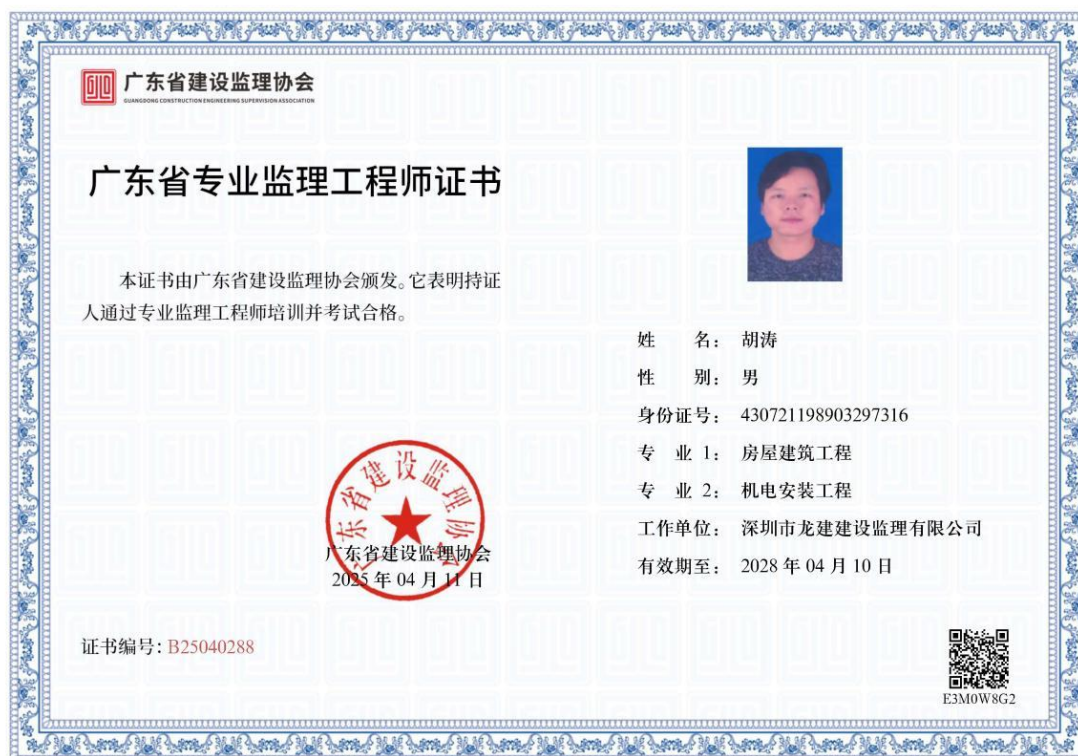 广东省建设监理协会
GUANGDONG CONSTRUCTION ENGINEERING SUPERVISION ASSOCIATION
广东省专业监理工程师证书
本证书由广东省建设监理协会颁发。它表明持证
人通过专业监理工程师培训并考试合格。
姓 名： 胡涛
性 别： 男
身份证号： 430721198903297316
专 业 1： 房屋建筑工程
专 业 2： 机电安装工程
工作单位： 深圳市龙建建设监理有限公司
有效期至： 2028 年 04 月 10 日
广东省建设监理协会
广东省建设监理协会
2025 年 04 月 11 日
证书编号：B25040288
E3M0W8G2